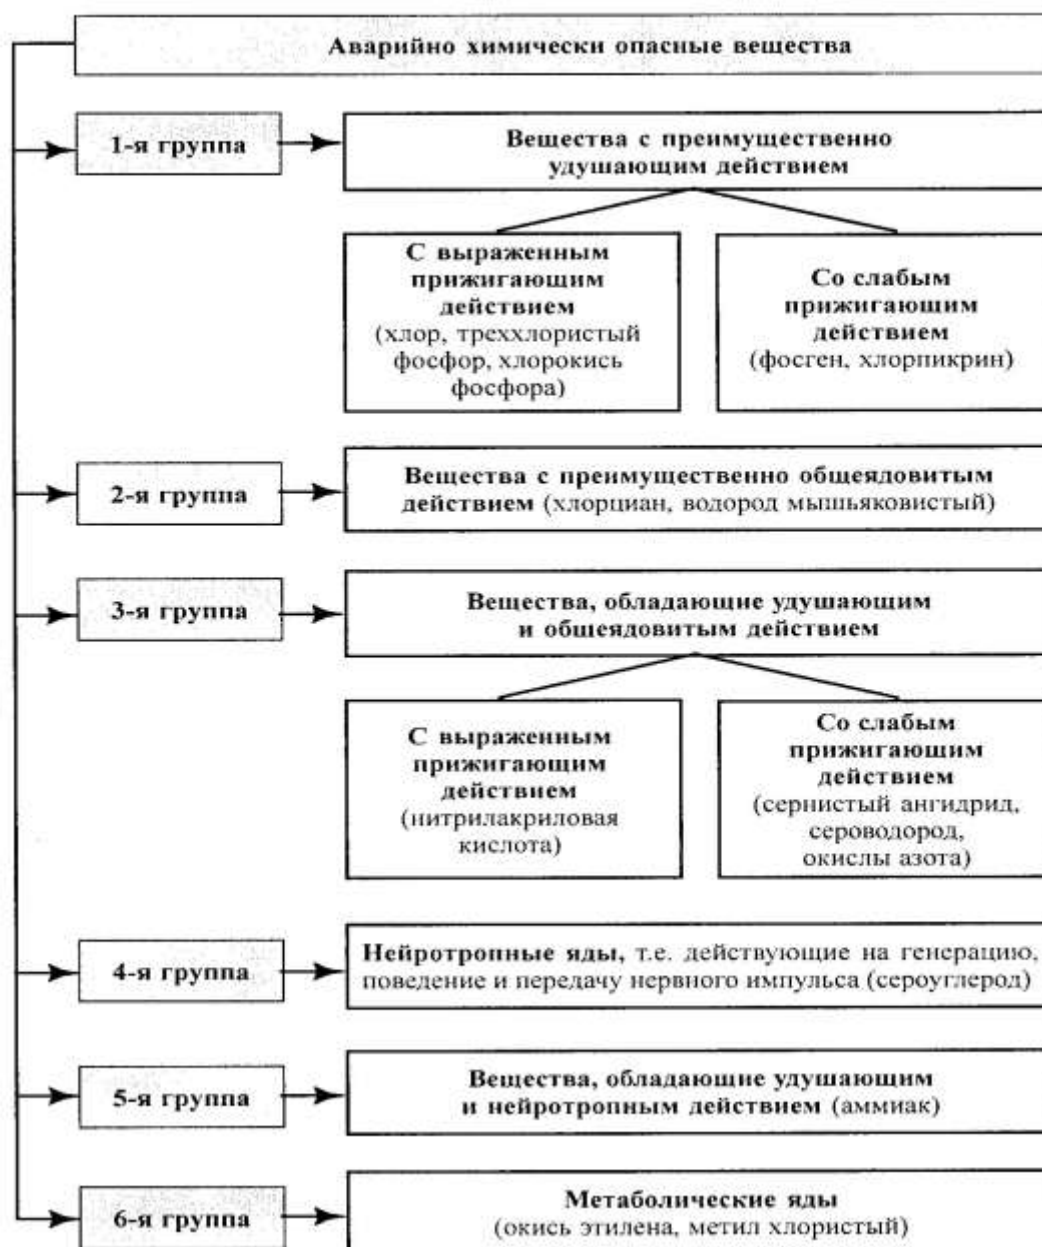 Аварийно химически опасные вещества
1-я группа
Вещества с преимущественно
удушающим действием
С выраженным
прижигающим
действием
(хлор, треххлористый
фосфор, хлорокись
фосфора)
Со слабым
прижигающим
действием
(фосген, хлорпикрин)
2-я группа
Вещества с преимущественно общеядовитым
действием (хлорциан, водород мышьяковистый)
3-я группа
Вещества, обладающие удушающим
и общеядовитым действием
С выраженным
прижигающим
действием
(нитрилакриловая
кислота)
Со слабым
прижигающим
действием
(сернистый ангидрид,
сероводород,
окислы азота)
4-я группа
Нейротропные яды, т.е. действующие на генерацию,
поведение и передачу нервного импульса (сероуглерод)
5-я группа
Вещества, обладающие удушающим
и нейротропным действием (аммиак)
6-я группа
Метаболические яды
(окись этилена, метил хлористый)